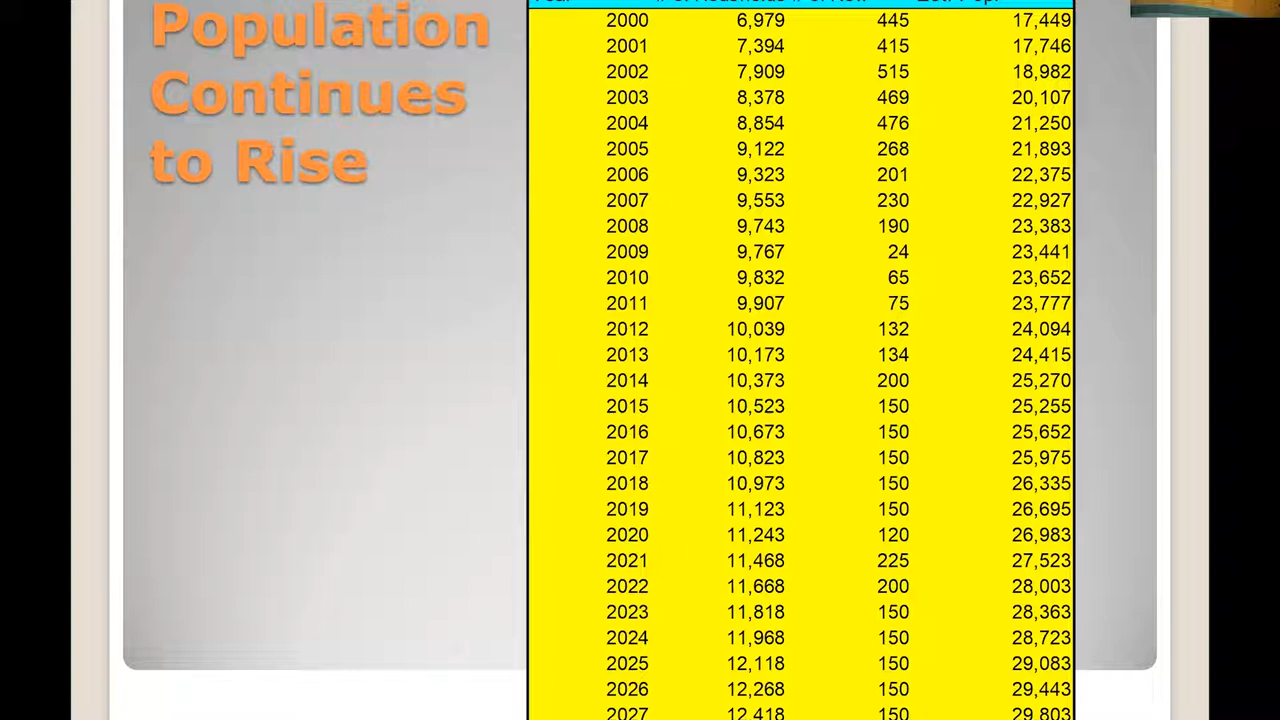 Population
Continues
to Rise
2000 6,979 445 17,449
2001 7,394 415 17,746
2002 7,909 515 18,982
2003 8,378 469 20,107
2004 8,854 476 21,250
2005 9,122 268 21,893
2006 9,323 201 22,375
2007 9,553 230 22,927
2008 9,743 190 23,383
2009 9,767 24 23,441
2010 9,832 65 23,652
2011 9,907 75 23,777
2012 10,039 132 24,094
2013 10,173 134 24,415
2014 10,373 200 25,270
2015 10,523 150 25,255
2016 10,673 150 25,652
2017 10,823 150 25,975
2018 10,973 150 26,335
2019 11,123 150 26,695
2020 11,243 120 26,983
2021 11,468 225 27,523
2022 11,668 200 28,003
2023 11,818 150 28,363
2024 11,968 150 28,723
2025 12,118 150 29,083
2026 12,268 150 29,443
2027 12,418 150 29,803